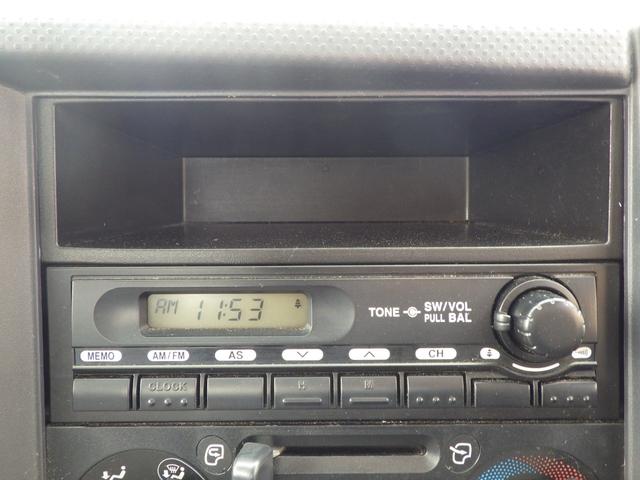 AM 11:53
TONE SW/VOL
PULL BAL
MEMO AM/FM AS CH
CLOCK H M